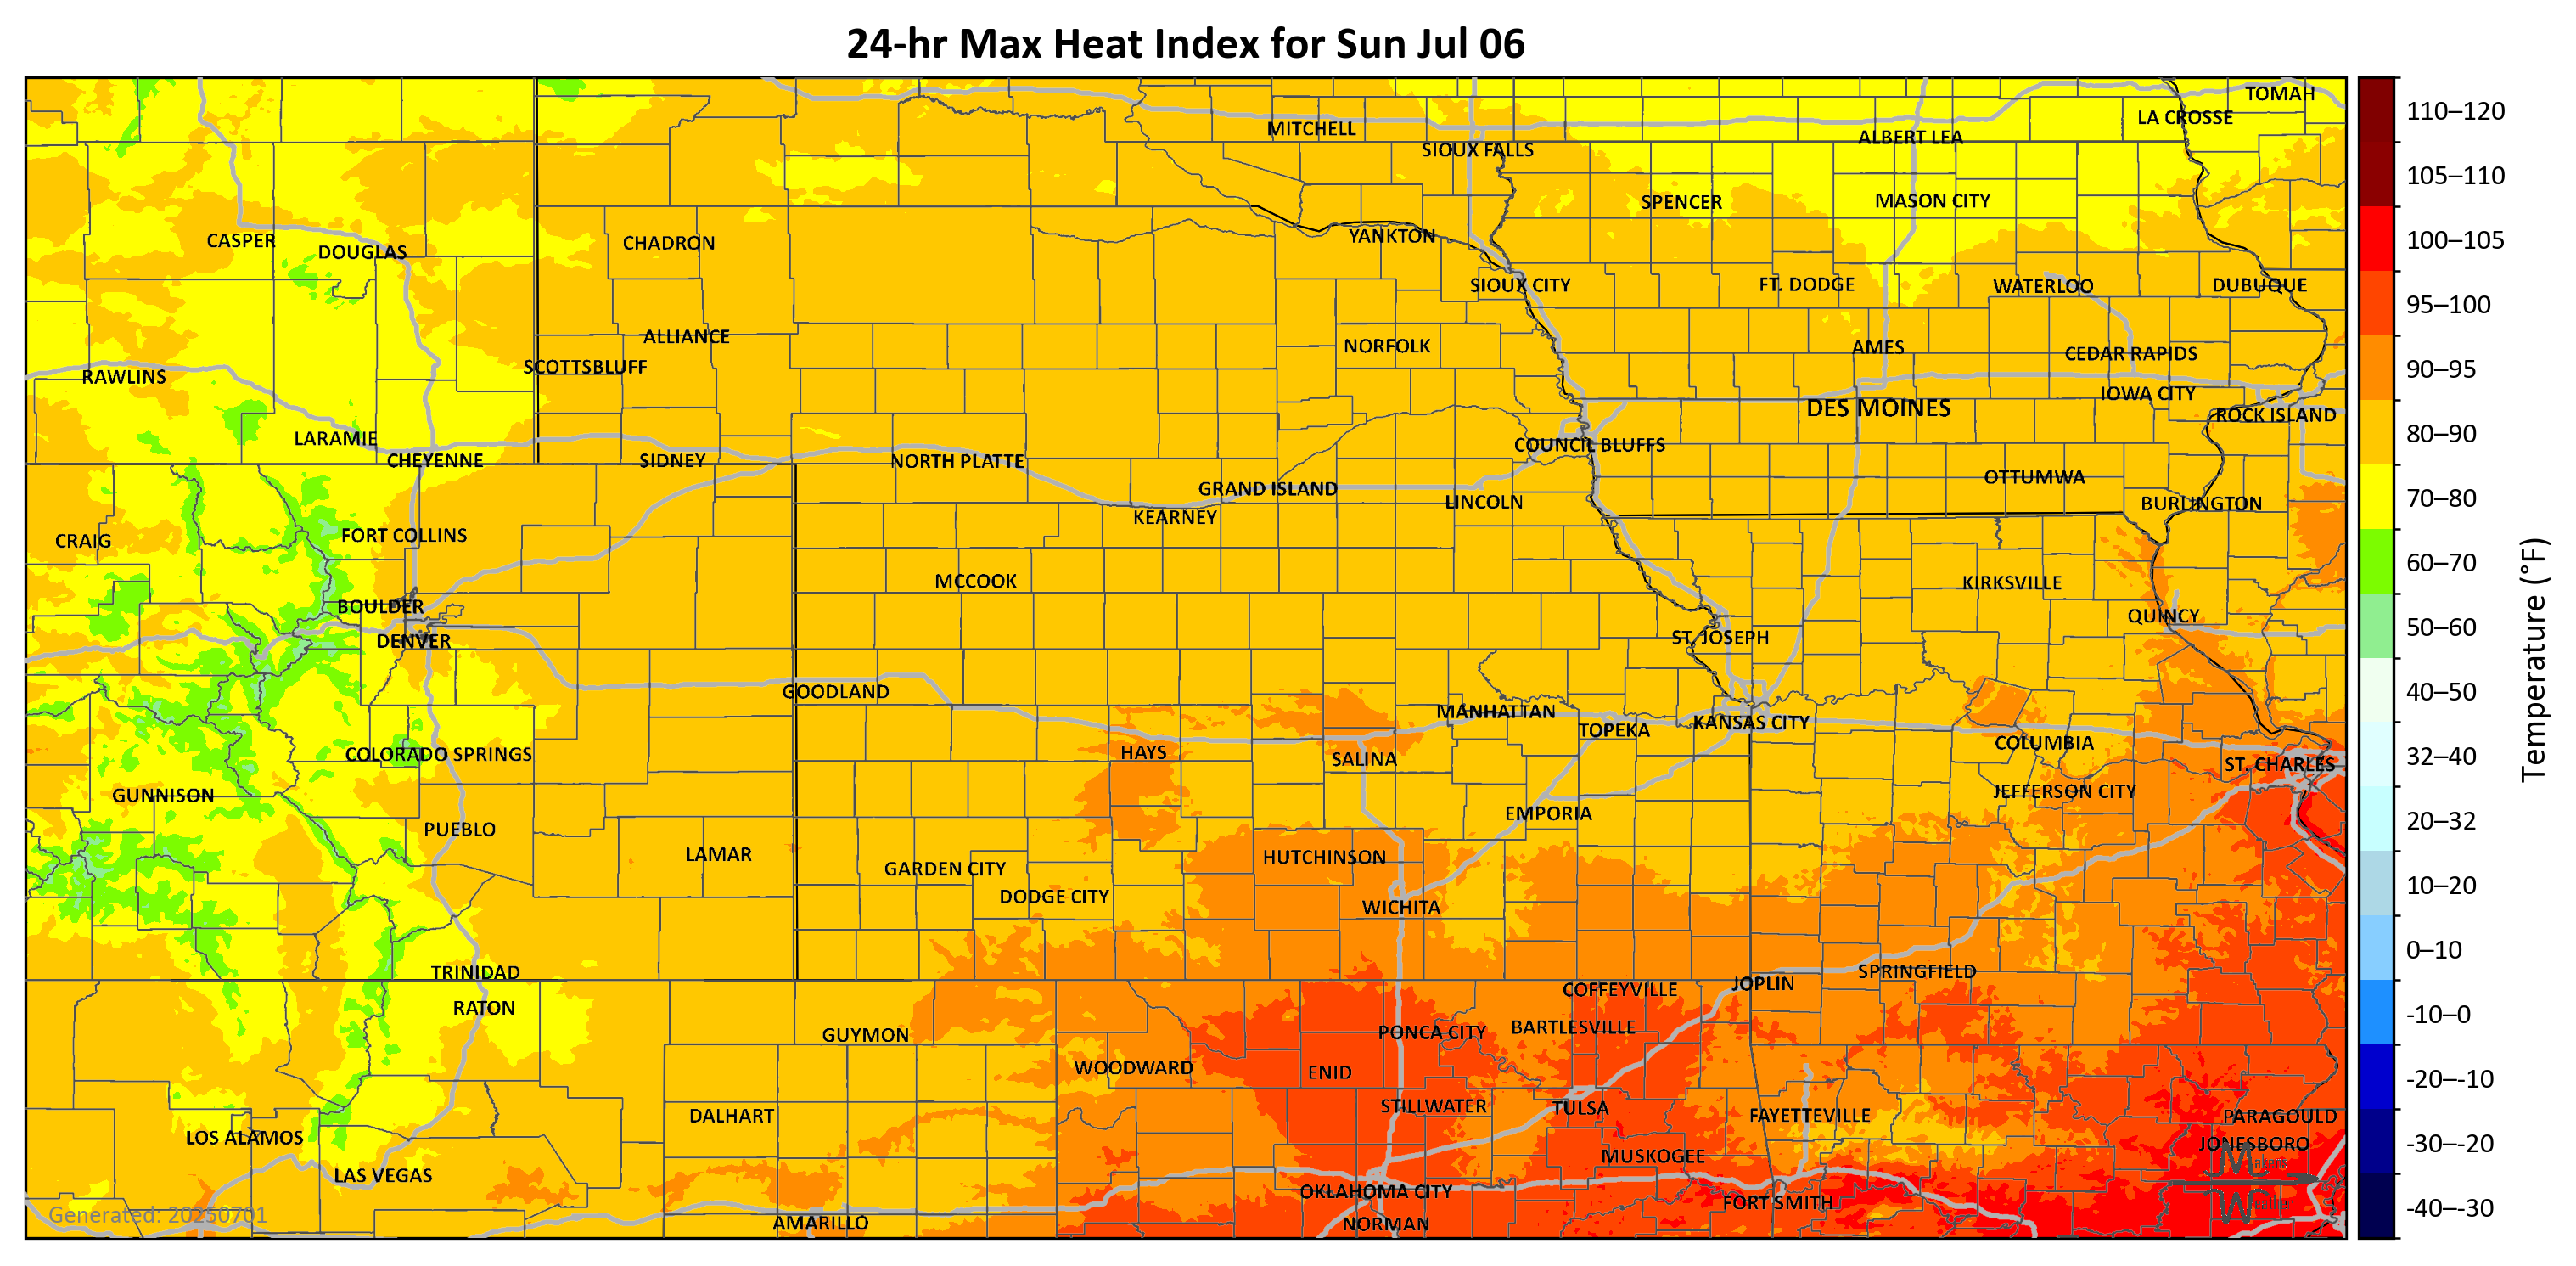 24-hr Max Heat Index for Sun Jul 06
TOMAH
LA CROSSE
MITCHELL
ALBERT LEA
SIOUX FALLS
SPENCER
MASON CITY
YANKTON
CASPER
CHADRON
DOUGLAS
SIOUX CITY
FT. DODGE
WATERLOO
DUBUQUE
ALLIANCE
NORFOLK
AMES
CEDAR RAPIDS
SCOTTSBLUFF
RAWLINS
IOWA CITY
DES MOINES
ROCK ISLAND
LARAMIE
COUNCIL BLUFFS
CHEYENNE
SIDNEY
NORTH PLATTE
OTTUMWA
GRAND ISLAND
LINCOLN
BURLINGTON
KEARNEY
FORT COLLINS
CRAIG
MCCOOK
KIRKSVILLE
BOULDER
QUINCY
DENVER
ST. JOSEPH
GOODLAND
MANHATTAN
KANSAS CITY
TOPEKA
COLUMBIA
HAYS
COLORADO SPRINGS
SALINA
ST. CHARLES
GUNNISON
JEFFERSON CITY
EMPORIA
PUEBLO
LAMAR
HUTCHINSON
GARDEN CITY
DODGE CITY
WICHITA
TRINIDAD
SPRINGFIELD
JOPLIN
COFFEYVILLE
RATON
BARTLESVILLE
PONCA CITY
GUYMON
WOODWARD
ENID
STILLWATER
TULSA
DALHART
FAYETTEVILLE
PARAGOULD
LOS ALAMOS
JONESBORO
MUSKOGEE
LAS VEGAS
OKLAHOMA CITY
FORT SMITH
AMARILLO
NORMAN
Generated: 20250701
110–120
105–110
100–105
95–100
90–95
80–90
70–80
60–70
50–60
40–50
32–40
20–32
10–20
0–10
-10–0
-20–-10
-30–-20
-40–-30
Temperature (°F)